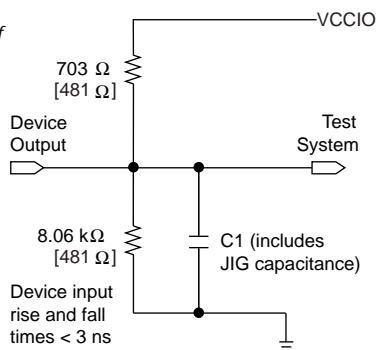 f
VCCIO
703 Ω
[481 Ω]
Device
Output
Test
System
8.06 kΩ
[481 Ω]
C1 (includes
JIG capacitance)
Device input
rise and fall
times < 3 ns